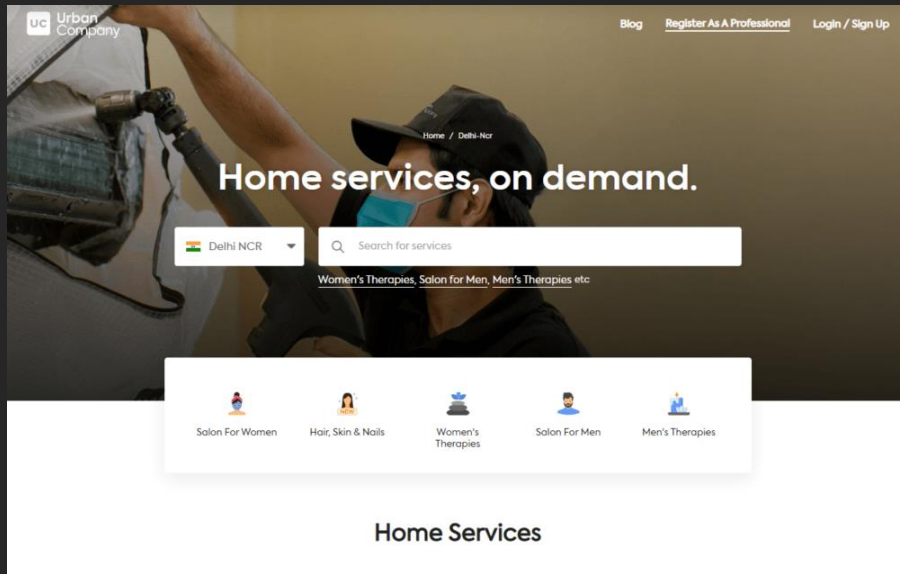 UC Urban
Company
Blog Register As A Professional Login / Sign Up
Home / Delhi-Ncr
Home services, on demand.
Delhi NCR
Search for services
Women's Therapies, Salon for Men, Men's Therapies etc
NEW
Salon For Women
Hair, Skin & Nails
Women's
Therapies
Salon For Men
Men's Therapies
Home Services